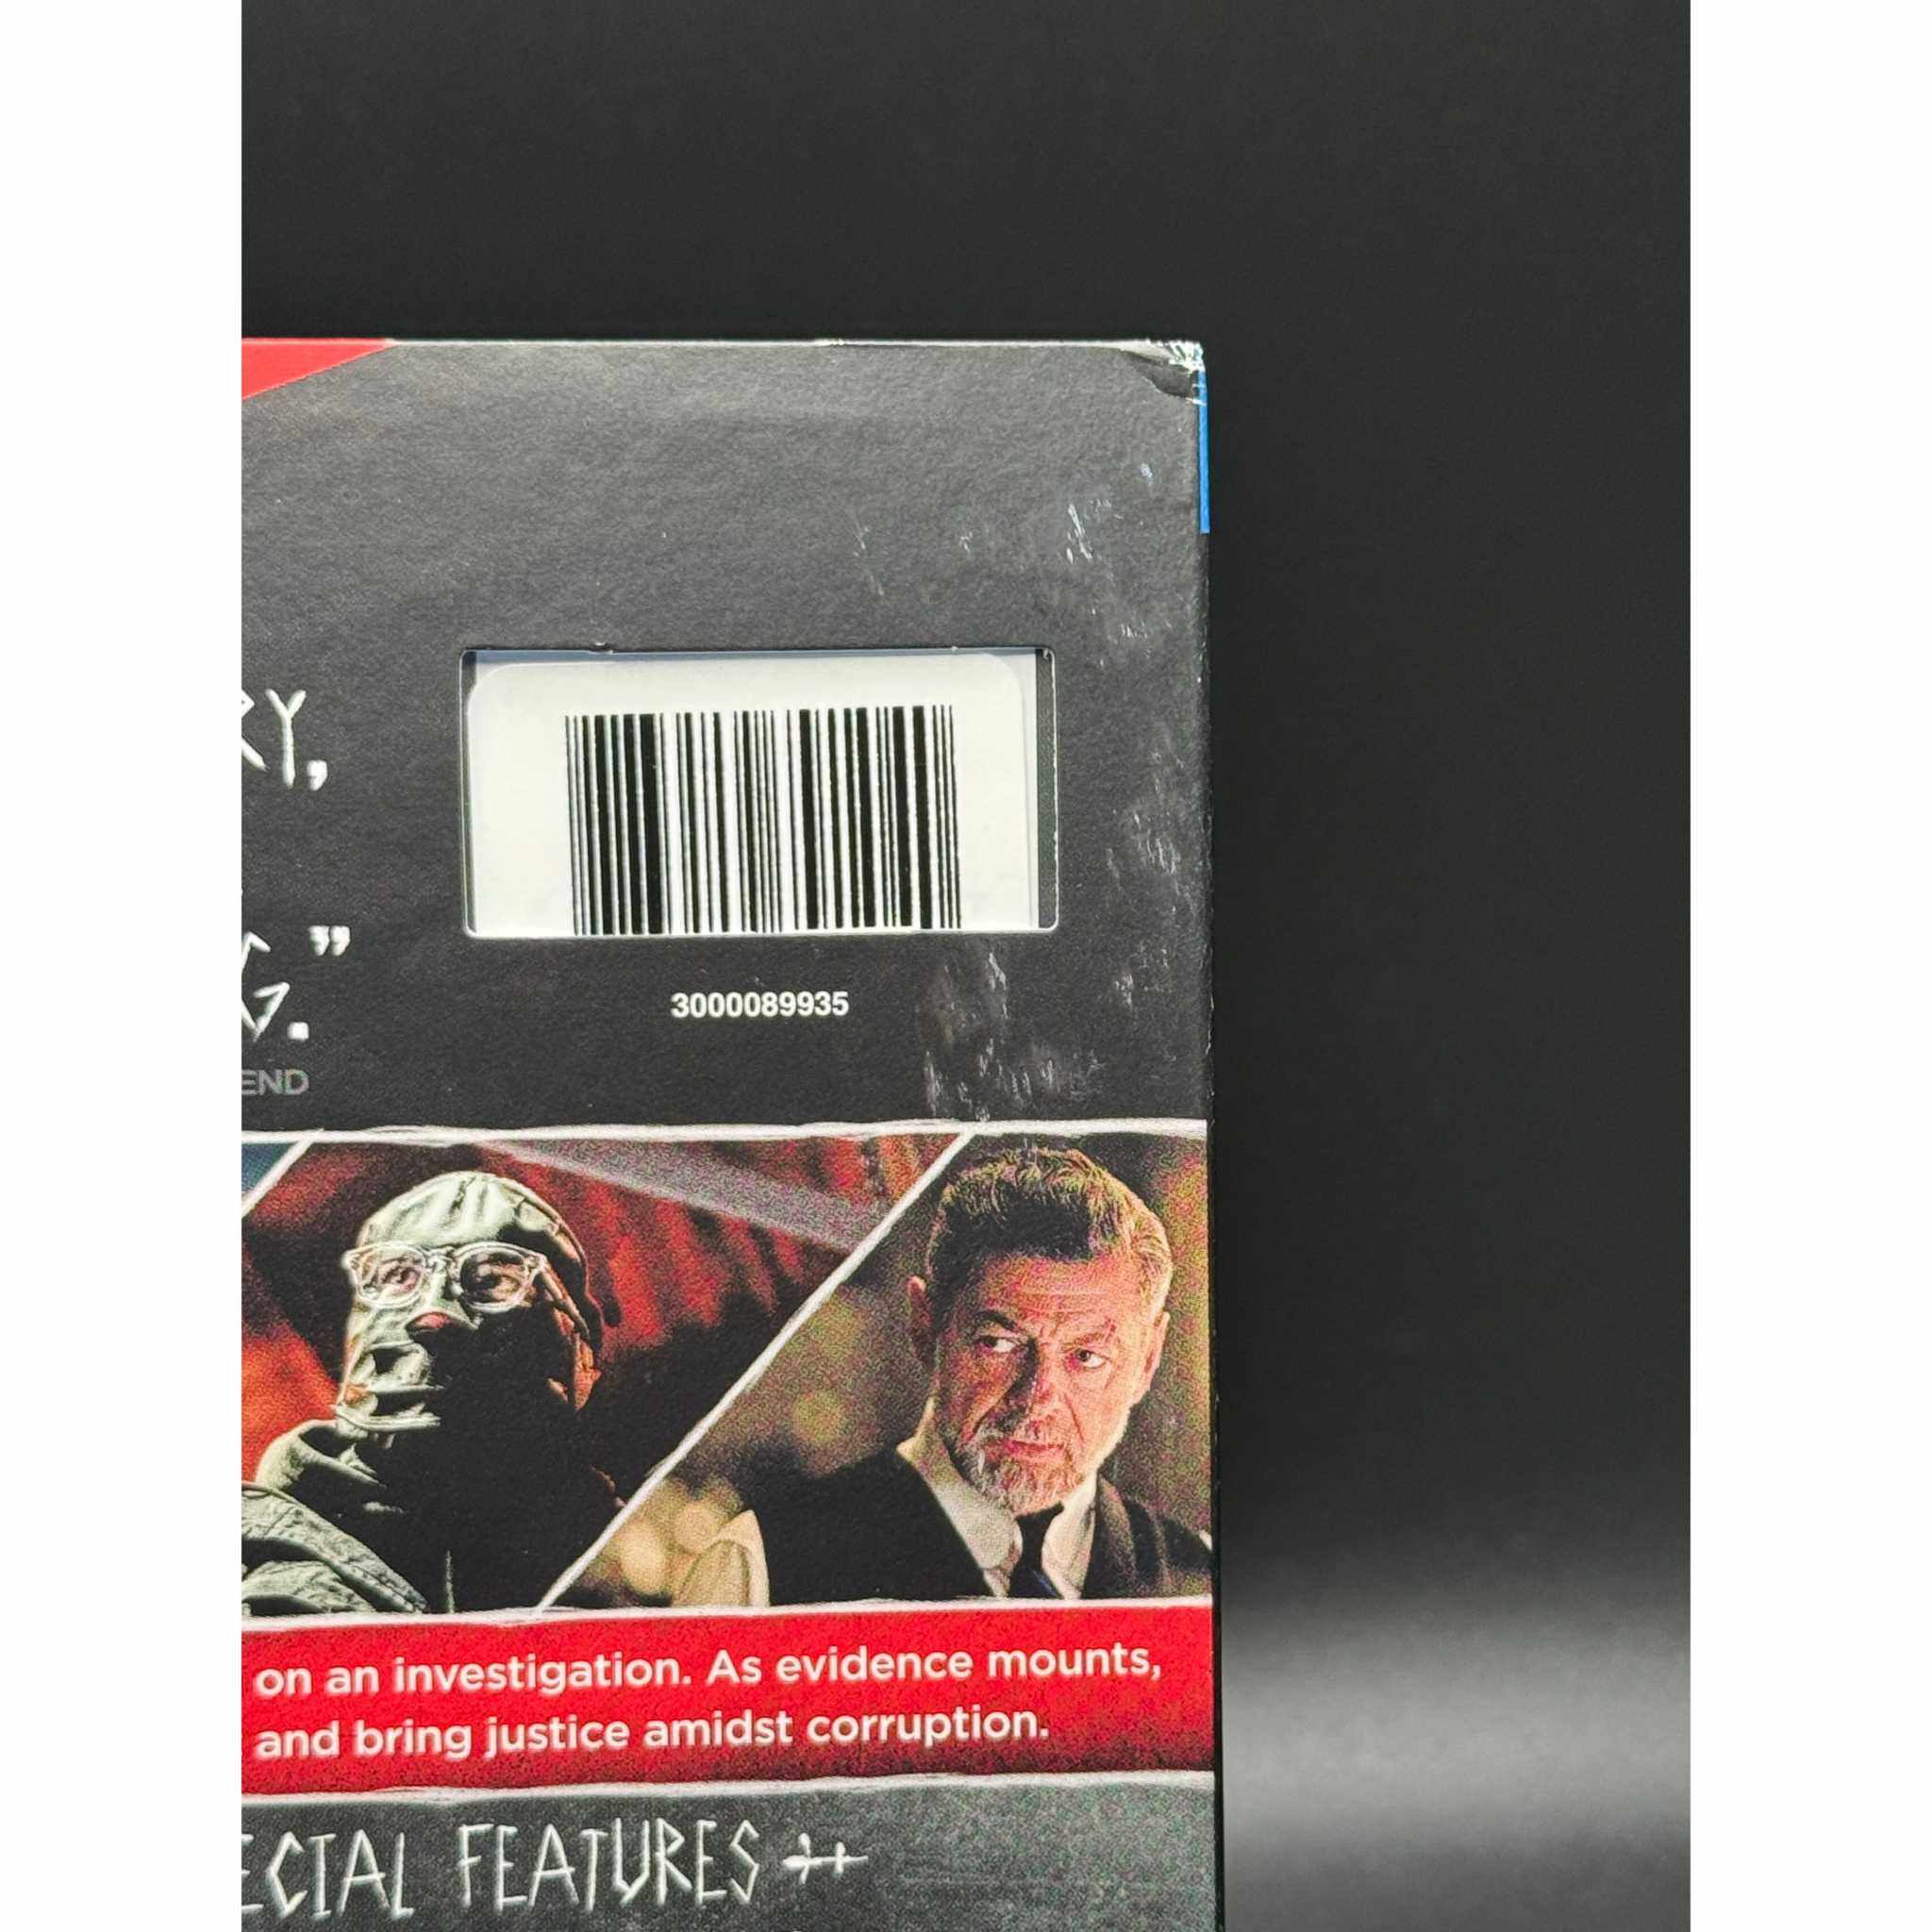 RY,
.”
3000089935
END
on an investigation. As evidence mounts,
and bring justice amidst corruption.
ECIAL FEATURES